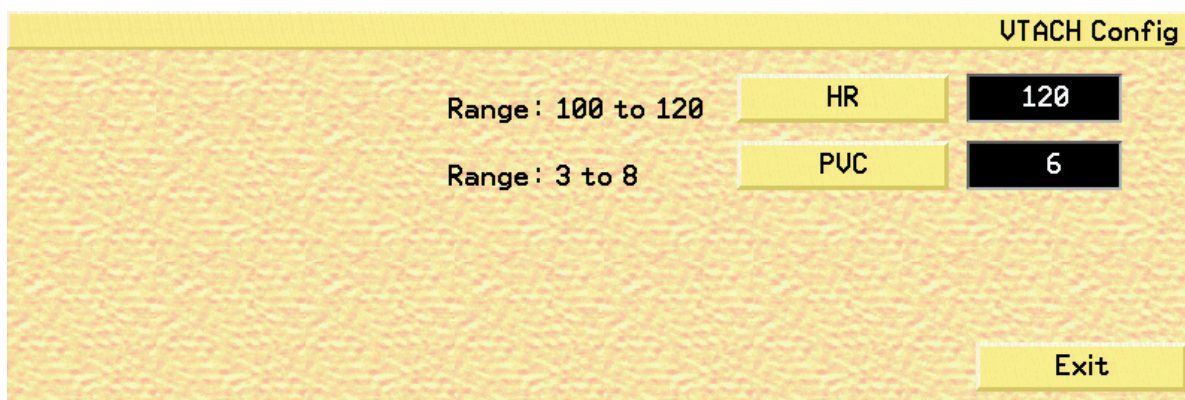 VTACH Config
Range: 100 to 120 HR 120
Range: 3 to 8 PVC 6
Exit